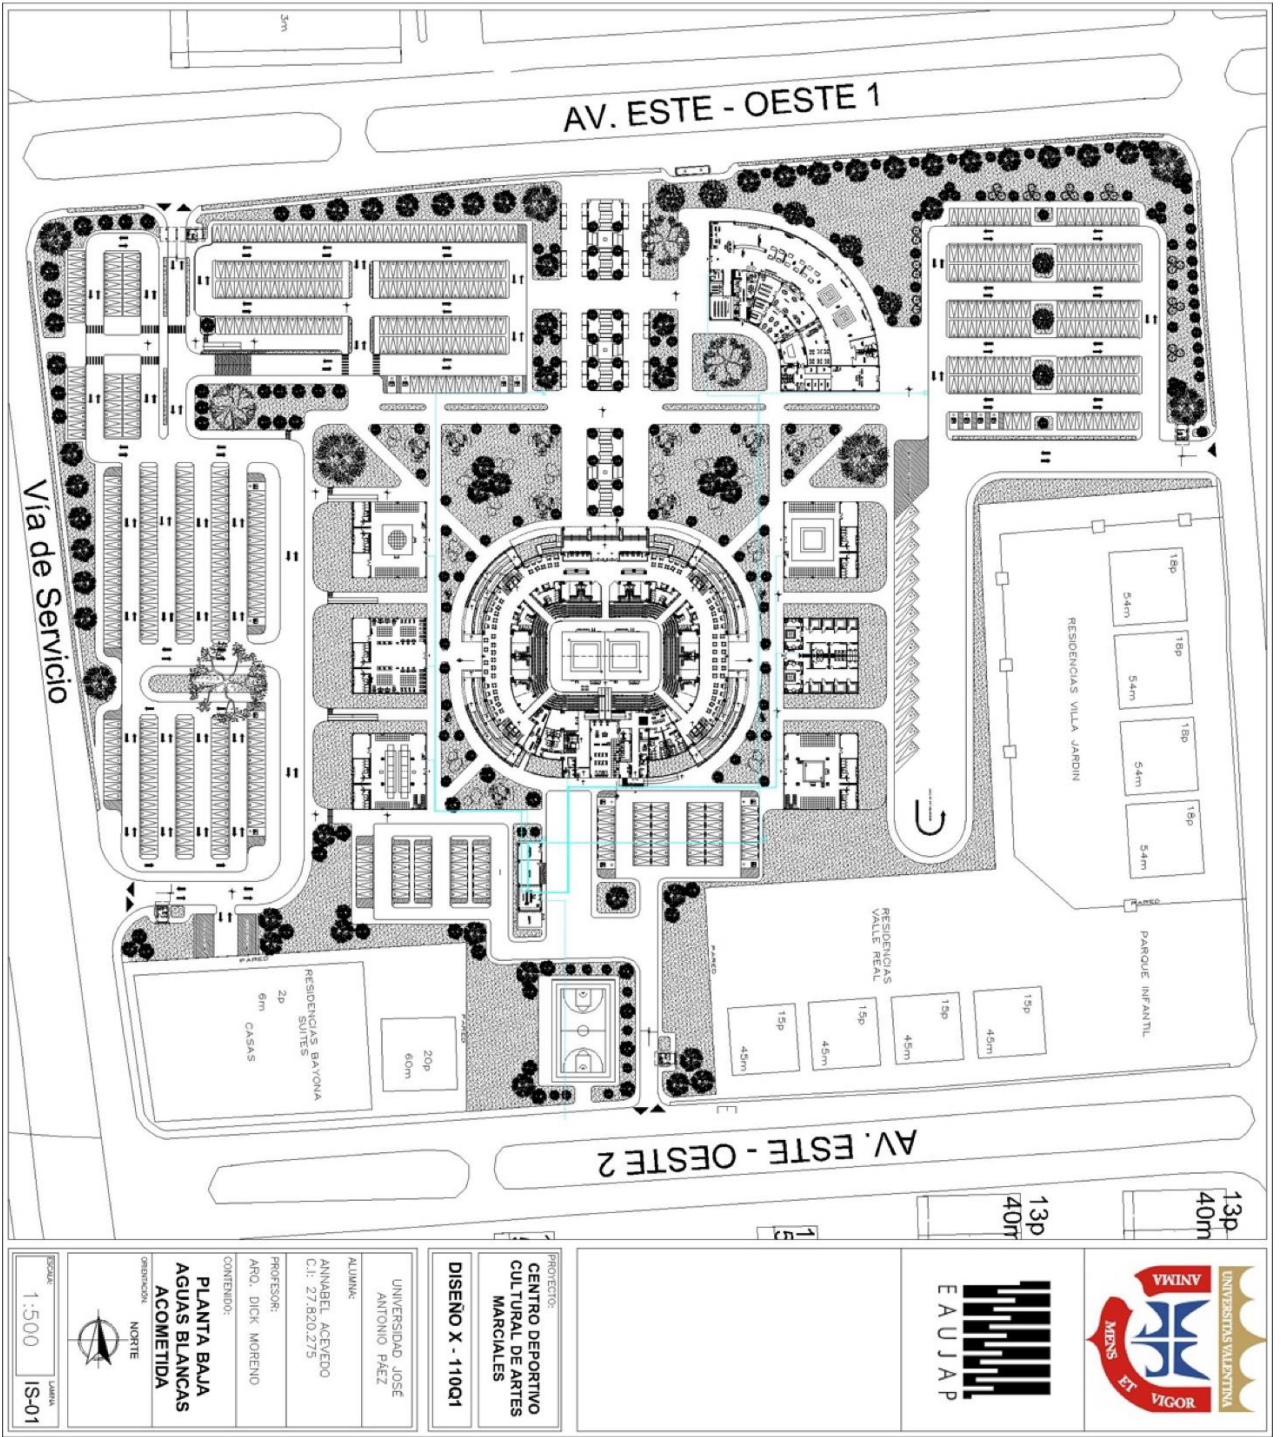 3m
AV. ESTE - OESTE 1
Vía de Servicio
18p
54m
18p
54m
18p
54m
18p
54m
RESIDENCIAS VILLA JARDIN
PARED
PARQUE INFANTIL
RESIDENCIAS
VALLE REAL
PARED
15p
45m
15p
45m
15p
45m
15p
45m
PARED
RESIDENCIAS BAYONA
SUITES
2p
6m
CASAS
PARED
20p
60m
AV. ESTE - OESTE 2
13p
40m
13p
40m
UNIVERSITAS VALENTINA
ANIMA
MENS ET VIGOR
EAUJAP
PROYECTO:
CENTRO DEPORTIVO
CULTURAL DE ARTES
MARCIALES
DISEÑO X - 110Q1
UNIVERSIDAD JOSÉ
ANTONIO PÁEZ
ALUMNA:
ANNABEL ACEVEDO
C.I: 27.820.275
PROFESOR:
ARQ. DICK MORENO
CONTENIDO:
PLANTA BAJA
AGUAS BLANCAS
ACOMETIDA
ORIENTACIÓN:
NORTE
ESCALA:
1:500
LAMINA
IS-01